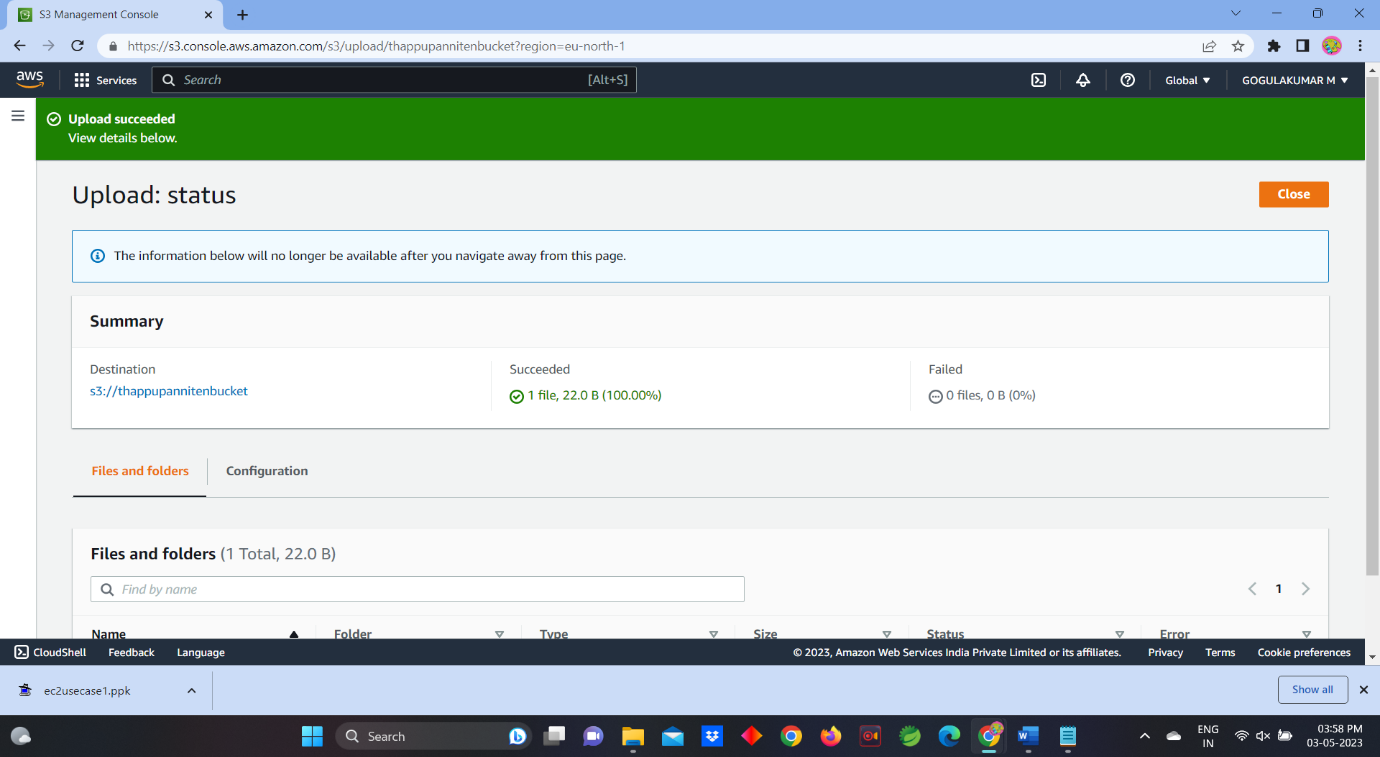 S3 Management Console
https://s3.console.aws.amazon.com/s3/upload/thappupannitenbucket?region=eu-north-1
aws
Services
Search
[Alt+S]
Global
GOGULAKUMAR M
Upload succeeded
View details below.
Upload: status
Close
The information below will no longer be available after you navigate away from this page.
Summary
Destination
s3://thappupannitenbucket
Succeeded
1 file, 22.0 B (100.00%)
Failed
0 files, 0 B (0%)
Files and folders
Configuration
Files and folders (1 Total, 22.0 B)
Find by name
1
Name Folder Type Size Status Error
CloudShell Feedback Language © 2023, Amazon Web Services India Private Limited or its affiliates. Privacy Terms Cookie preferences
ec2usecase1.ppk
Show all
Search
ENG
IN
03:58 PM
03-05-2023